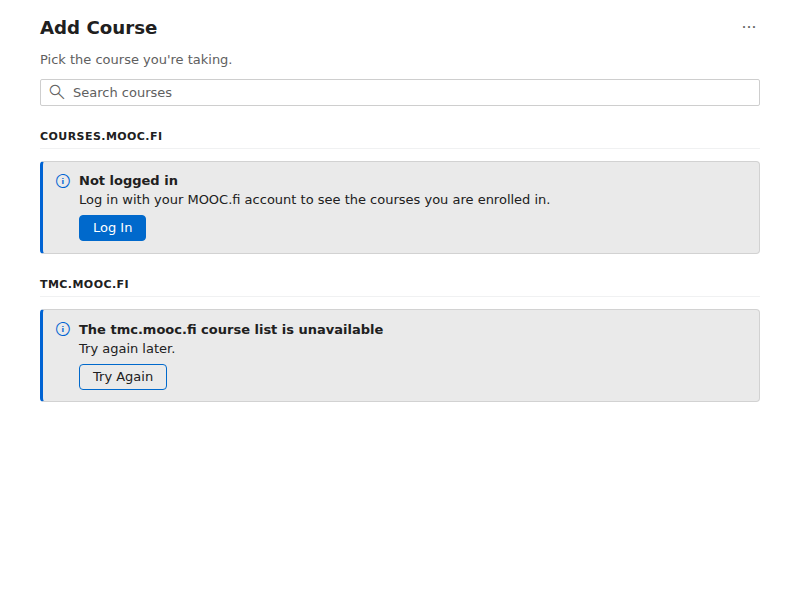 Add Course
Pick the course you're taking.
Search courses
COURSES.MOOC.FI
Not logged in
Log in with your MOOC.fi account to see the courses you are enrolled in.
Log In
TMC.MOOC.FI
The tmc.mooc.fi course list is unavailable
Try again later.
Try Again